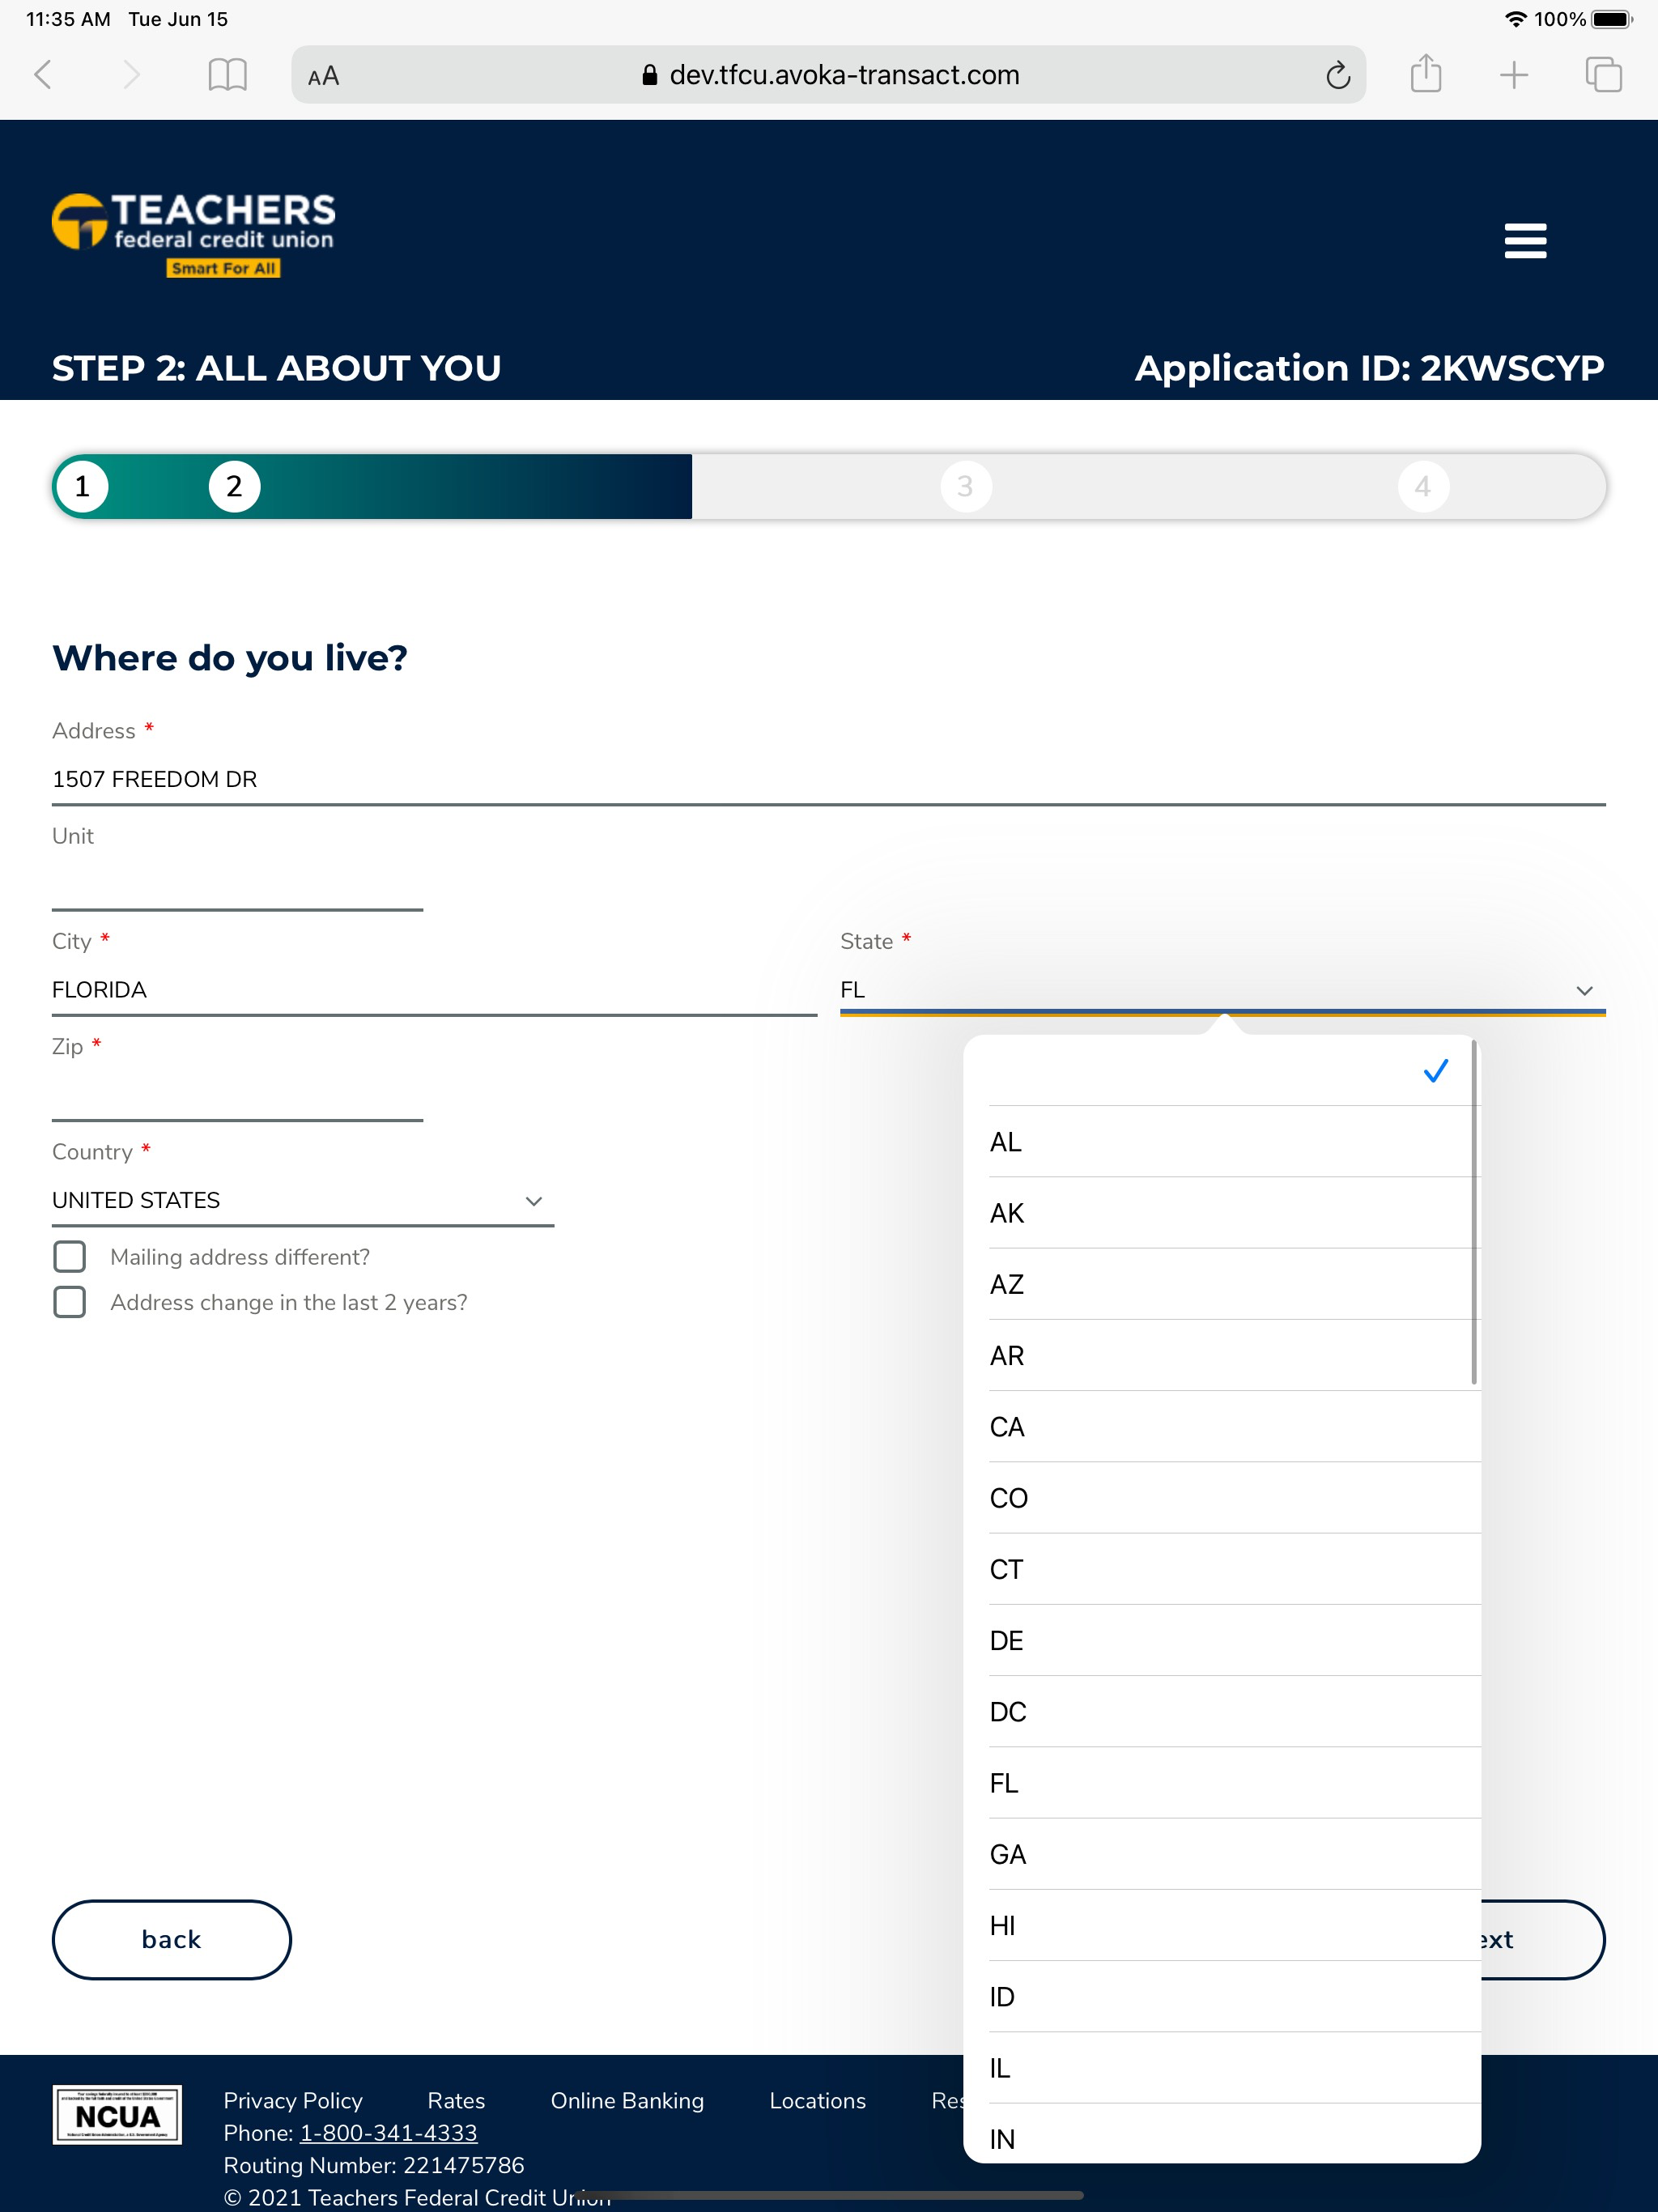 11:35 AM Tue Jun 15 100%
AA dev.tfcu.avoka-transact.com
TEACHERS
federal credit union
Smart For All
STEP 2: ALL ABOUT YOU Application ID: 2KWSCYP
1 2 3 4
Where do you live?
Address *
1507 FREEDOM DR
Unit
City * State *
FLORIDA FL
Zip *
Country *
UNITED STATES
Mailing address different?
Address change in the last 2 years?
AL
AK
AZ
AR
CA
CO
CT
DE
DC
FL
GA
HI
ID
IL
IN
back ext
NCUA
Privacy Policy Rates Online Banking Locations Res
Phone: 1-800-341-4333
Routing Number: 221475786
© 2021 Teachers Federal Credit Union